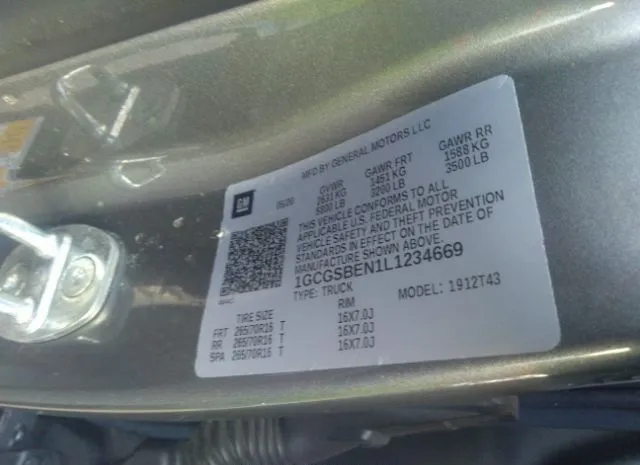 MFD BY GENERAL MOTORS LLC
GM
05/20
GVWR GAWR FRT GAWR RR
2631 KG 1451 KG 1588 KG
5800 LB 3200 LB 3500 LB
THIS VEHICLE CONFORMS TO ALL
APPLICABLE U.S. FEDERAL MOTOR
VEHICLE SAFETY AND THEFT PREVENTION
STANDARDS IN EFFECT ON THE DATE OF
MANUFACTURE SHOWN ABOVE.
1GCGSBEN1L1234669
TYPE: TRUCK MODEL: 1912T43
TIRE SIZE RIM
FRT 265/70R16 T 16X7.0J
RR 265/70R16 T 16X7.0J
SPA 265/70R16 T 16X7.0J